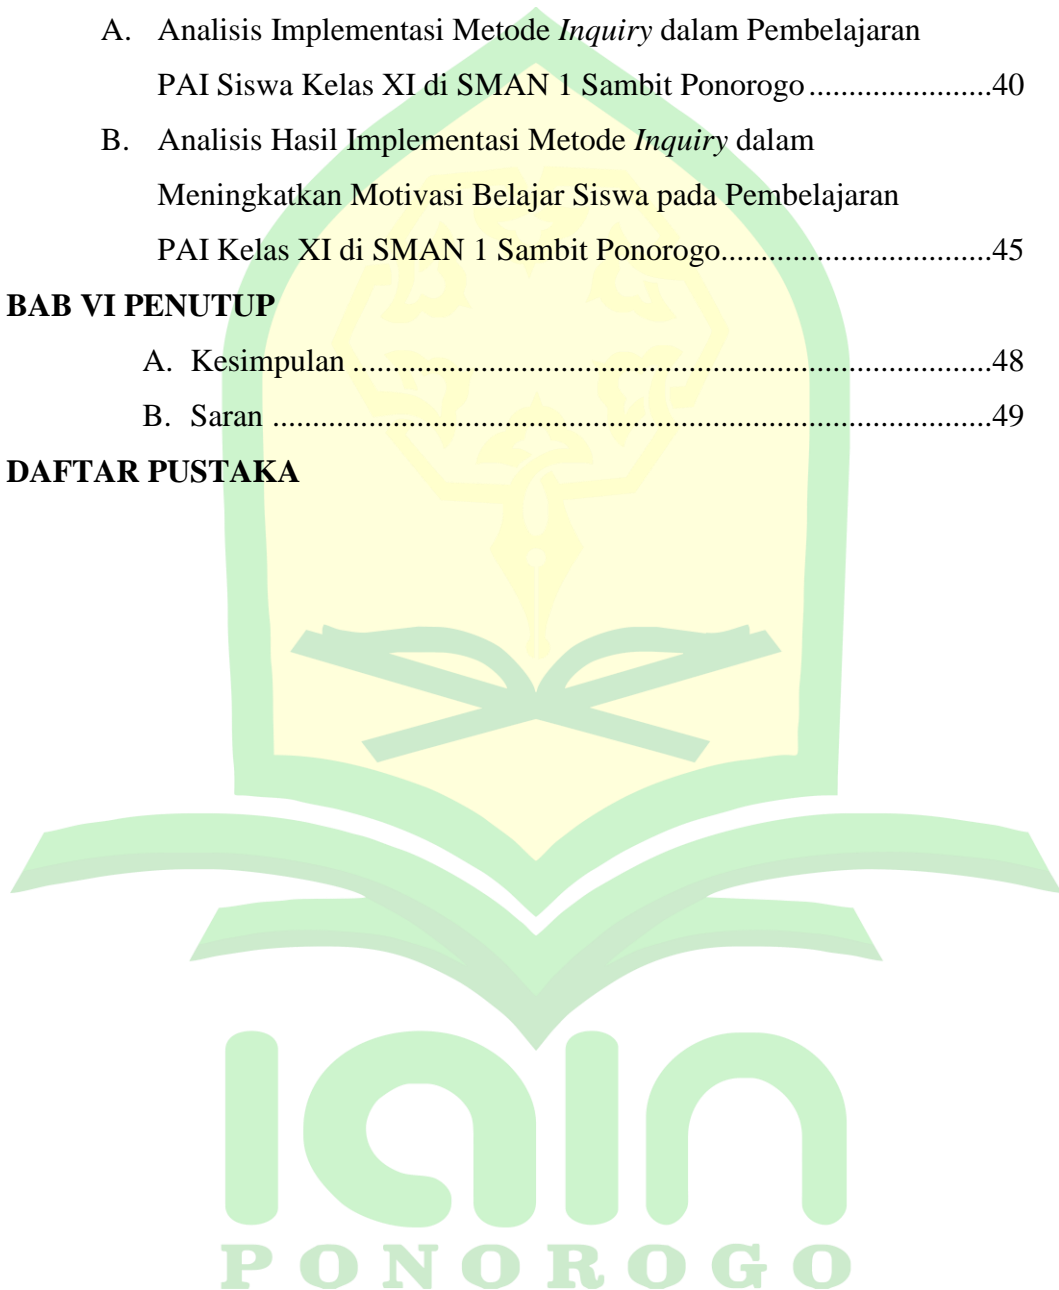 A. Analisis Implementasi Metode Inquiry dalam Pembelajaran
PAI Siswa Kelas XI di SMAN 1 Sambit Ponorogo.......................40
B. Analisis Hasil Implementasi Metode Inquiry dalam
Meningkatkan Motivasi Belajar Siswa pada Pembelajaran
PAI Kelas XI di SMAN 1 Sambit Ponorogo..................................45
BAB VI PENUTUP
A. Kesimpulan .................................................................................48
B. Saran ...........................................................................................49
DAFTAR PUSTAKA
iain
PONOROGO